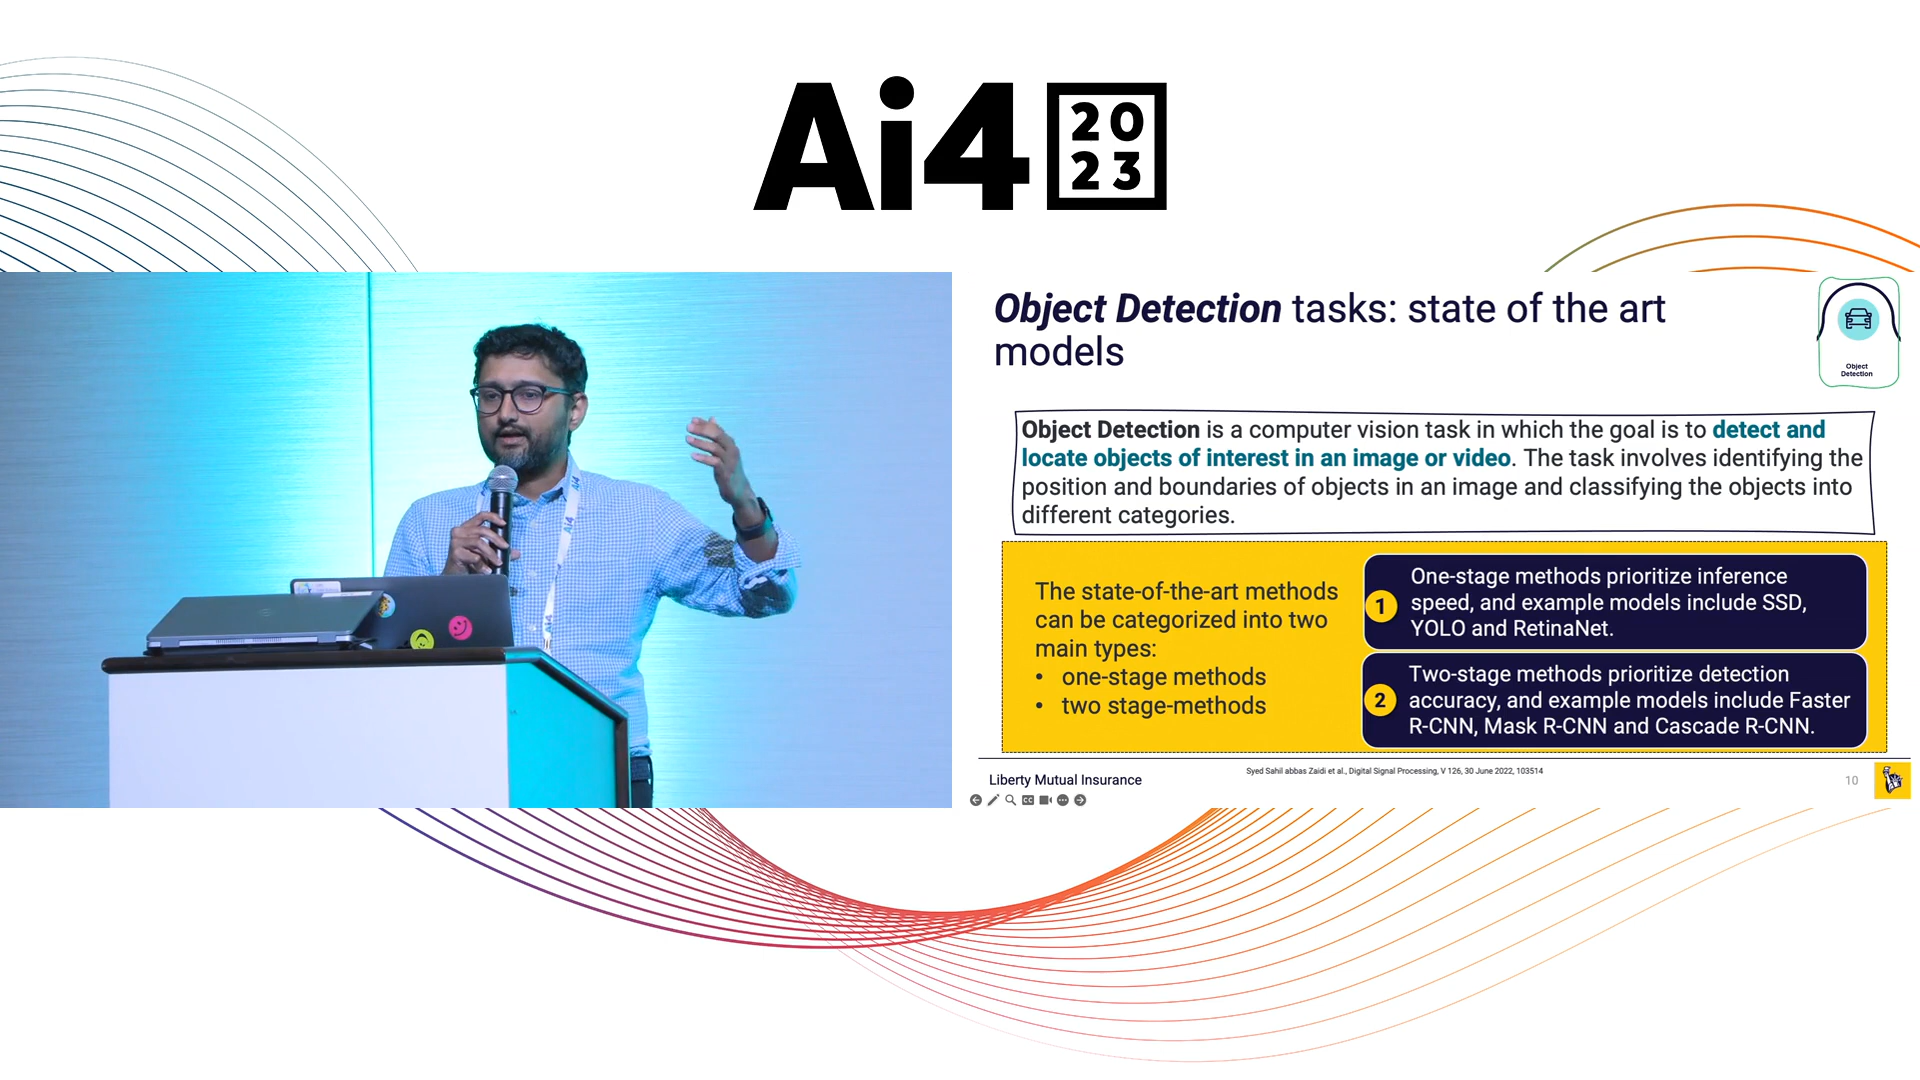 Ai4 20
23
Object Detection tasks: state of the art
models
Object
Detection
Object Detection is a computer vision task in which the goal is to detect and
locate objects of interest in an image or video. The task involves identifying the
position and boundaries of objects in an image and classifying the objects into
different categories.
The state-of-the-art methods
can be categorized into two
main types:
• one-stage methods
• two stage-methods
1
One-stage methods prioritize inference
speed, and example models include SSD,
YOLO and RetinaNet.
2
Two-stage methods prioritize detection
accuracy, and example models include Faster
R-CNN, Mask R-CNN and Cascade R-CNN.
Syed Sahil abbas Zaidi et al., Digital Signal Processing, V 126, 30 June 2022, 103514
Liberty Mutual Insurance
10
CC
Ai4